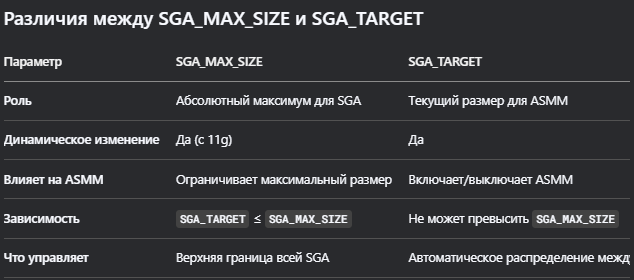 Различия между SGA_MAX_SIZE и SGA_TARGET
Параметр SGA_MAX_SIZE SGA_TARGET
Роль Абсолютный максимум для SGA Текущий размер для ASMM
Динамическое изменение Да (с 11g) Да
Влияет на ASMM Ограничивает максимальный размер Включает/выключает ASMM
Зависимость SGA_TARGET ≤ SGA_MAX_SIZE Не может превысить SGA_MAX_SIZE
Что управляет Верхняя граница всей SGA Автоматическое распределение между